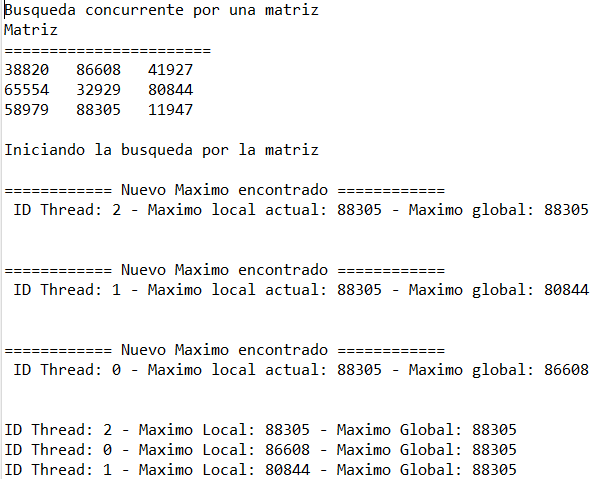 Busqueda concurrente por una matriz
Matriz
=======================
38820   86608   41927
65554   32929   80844
58979   88305   11947
Iniciando la busqueda por la matriz
============ Nuevo Maximo encontrado ============
 ID Thread: 2 - Maximo local actual: 88305 - Maximo global: 88305
============ Nuevo Maximo encontrado ============
 ID Thread: 1 - Maximo local actual: 88305 - Maximo global: 80844
============ Nuevo Maximo encontrado ============
 ID Thread: 0 - Maximo local actual: 88305 - Maximo global: 86608
ID Thread: 2 - Maximo Local: 88305 - Maximo Global: 88305
ID Thread: 0 - Maximo Local: 86608 - Maximo Global: 88305
ID Thread: 1 - Maximo Local: 80844 - Maximo Global: 88305